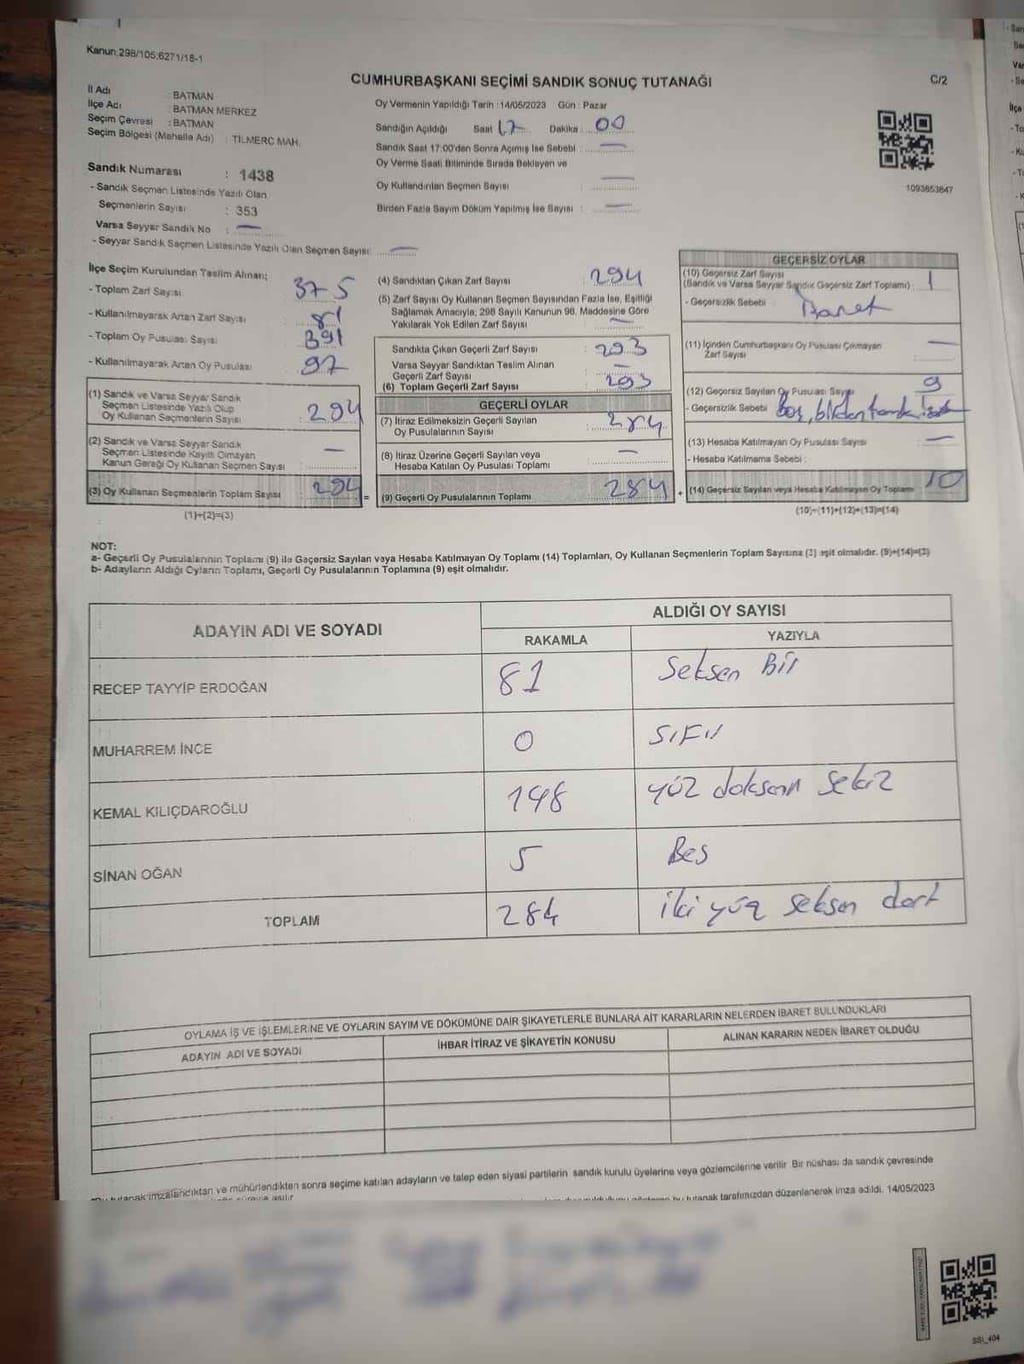 Kanun:298/105;6271/18-1
CUMHURBAŞKANI SEÇİMİ SANDIK SONUÇ TUTANAĞI
C/2
İl Adı : BATMAN
İlçe Adı : BATMAN MERKEZ
Seçim Çevresi : BATMAN
Seçim Bölgesi (Mahalle Adı) : TİLMERC MAH.
Oy Vermenin Yapıldığı Tarih : 14/05/2023 Gün : Pazar
Sandığın Açıldığı Saat 17 Dakika : 00
Sandık Saat 17:00'den Sonra Açımış İse Sebebi : —
Oy Verme Saati Bitiminde Sırada Bekleyen ve
Oy Kullandırılan Seçmen Sayısı : —
Birden Fazla Sayım Döküm Yapılmış İse Sayısı : —
1093853847
Sandık Numarası : 1438
- Sandık Seçmen Listesinde Yazılı Olan
Seçmenlerin Sayısı : 353
Varsa Seyyar Sandık No : —
- Seyyar Sandık Seçmen Listesinde Yazılı Olan Seçmen Sayısı: —
İlçe Seçim Kurulundan Teslim Alınan;
- Toplam Zarf Sayısı 375
- Kullanılmayarak Artan Zarf Sayısı : 81
- Toplam Oy Pusulası Sayısı 391
- Kullanılmayarak Artan Oy Pusulası 97
(1) Sandık ve Varsa Seyyar Sandık
Seçmen Listesinde Yazılı Olup
Oy Kullanan Seçmenlerin Sayısı : 294
(2) Sandık ve Varsa Seyyar Sandık
Seçmen Listesinde Kayıtlı Olmayan
Kanun Gereği Oy Kullanan Seçmen Sayısı —
(3) Oy Kullanan Seçmenlerin Toplam Sayısı 294 =
(1)+(2)=(3)
(4) Sandıktan Çıkan Zarf Sayısı : 294
(5) Zarf Sayısı Oy Kullanan Seçmen Sayısından Fazla İse, Eşitliği
Sağlamak Amacıyla, 298 Sayılı Kanunun 98. Maddesine Göre
Yakılarak Yok Edilen Zarf Sayısı —
Sandıkta Çıkan Geçerli Zarf Sayısı : 293
Varsa Seyyar Sandıktan Teslim Alınan
Geçerli Zarf Sayısı —
(6) Toplam Geçerli Zarf Sayısı : 293
GEÇERLİ OYLAR
(7) İtiraz Edilmeksizin Geçerli Sayılan
Oy Pusulalarının Sayısı : 284
(8) İtiraz Üzerine Geçerli Sayılan veya
Hesaba Katılan Oy Pusulası Toplamı —
(9) Geçerli Oy Pusulalarının Toplamı : 284 +
GEÇERSİZ OYLAR
(10) Geçersiz Zarf Sayısı
(Sandık ve Varsa Seyyar Sandık Geçersiz Zarf Toplamı) : 1
- Geçersizlik Sebebi :
(11) İçinden Cumhurbaşkanı Oy Pusulası Çıkmayan
Zarf Sayısı —
(12) Geçersiz Sayılan Oy Pusulası Sayısı 9
- Geçersizlik Sebebi : boş, birden
(13) Hesaba Katılmayan Oy Pusulası Sayısı —
- Hesaba Katılmama Sebebi :
(14) Geçersiz Sayılan veya Hesaba Katılmayan Oy Toplamı 10
(10)+(11)+(12)+(13)=(14)
NOT:
a- Geçerli Oy Pusulalarının Toplamı (9) ile Geçersiz Sayılan veya Hesaba Katılmayan Oy Toplamı (14) Toplamları, Oy Kullanan Seçmenlerin Toplam Sayısına (3) eşit olmalıdır. (9)+(14)=(3)
b- Adayların Aldığı Oyların Toplamı, Geçerli Oy Pusulalarının Toplamına (9) eşit olmalıdır.
ADAYIN ADI VE SOYADI
ALDIĞI OY SAYISI
RAKAMLA YAZIYLA
RECEP TAYYİP ERDOĞAN 81 Seksen Bir
MUHARREM İNCE 0 Sıfır
KEMAL KILIÇDAROĞLU 198 yüz doksan sekiz
SİNAN OĞAN 5 Beş
TOPLAM 284 iki yüz seksen dört
OYLAMA İŞ VE İŞLEMLERİNE VE OYLARIN SAYIM VE DÖKÜMÜNE DAİR ŞİKAYETLERLE BUNLARA AİT KARARLARIN NELERDEN İBARET BULUNDUKLARI
ADAYIN ADI VE SOYADI İHBAR İTİRAZ VE ŞİKAYETİN KONUSU ALINAN KARARIN NEDEN İBARET OLDUĞU
tutanak imzalandıktan ve mühürlendikten sonra seçime katılan adayların ve talep eden siyasi partilerin sandık kurulu üyelerine veya gözlemcilerine verilir Bir nüshası da sandık çevresinde
bu tutanak tarafımızdan düzenlenerek imza edildi. 14/05/2023
SSI_404